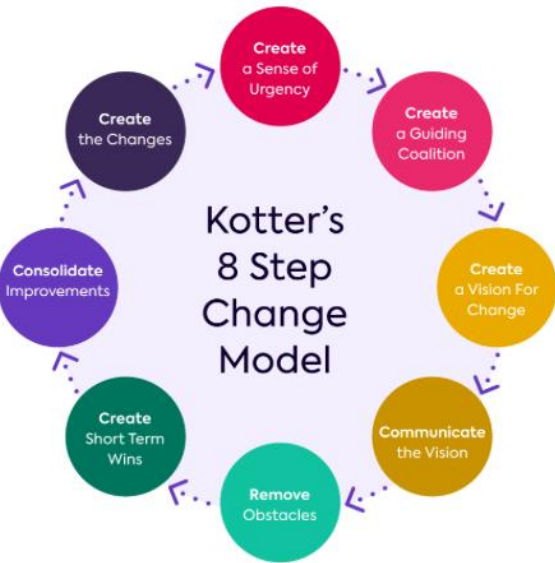 Kotter's
8 Step
Change
Model
Create
a Sense of
Urgency
Create
a Guiding
Coalition
Create
a Vision For
Change
Communicate
the Vision
Remove
Obstacles
Create
Short Term
Wins
Consolidate
Improvements
Create
the Changes